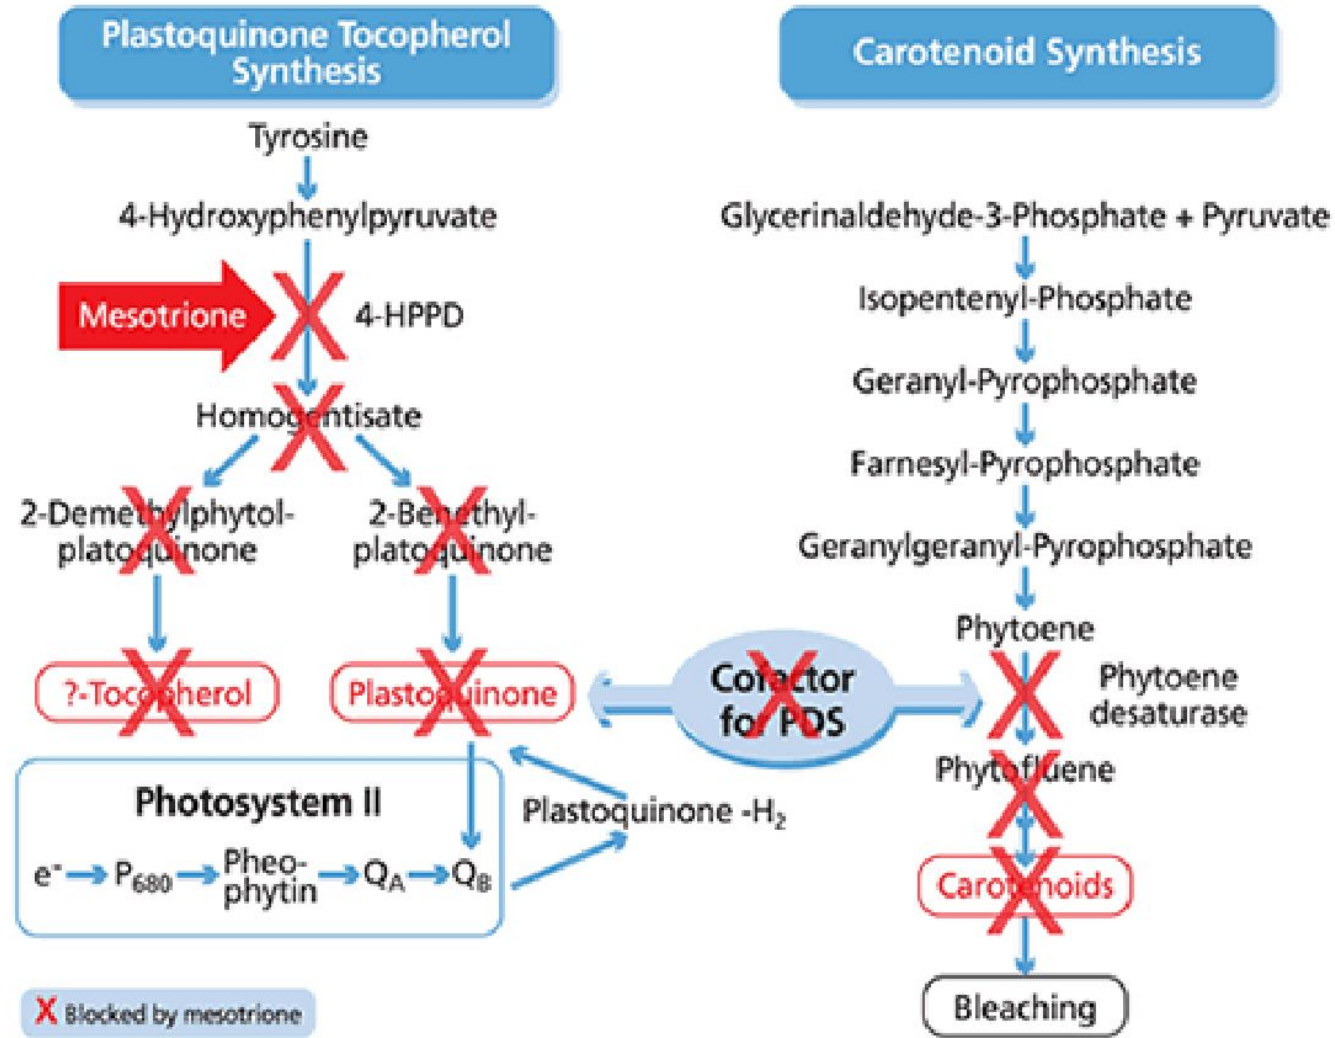 Plastoquinone Tocopherol
Synthesis
Tyrosine
4-Hydroxyphenylpyruvate
Mesotrione
4-HPPD
Homogentisate
2-Demethylphytol-
platoquinone
2-Benethyl-
platoquinone
?-Tocopherol
Plastoquinone
Photosystem II
e⁻
P₆₈₀
Pheo-
phytin
Q_A
Q_B
Plastoquinone -H₂
X Blocked by mesotrione
Carotenoid Synthesis
Glycerinaldehyde-3-Phosphate + Pyruvate
Isopentenyl-Phosphate
Geranyl-Pyrophosphate
Farnesyl-Pyrophosphate
Geranylgeranyl-Pyrophosphate
Phytoene
Cofactor
for PDS
Phytoene
desaturase
Phytofluene
Carotenoids
Bleaching